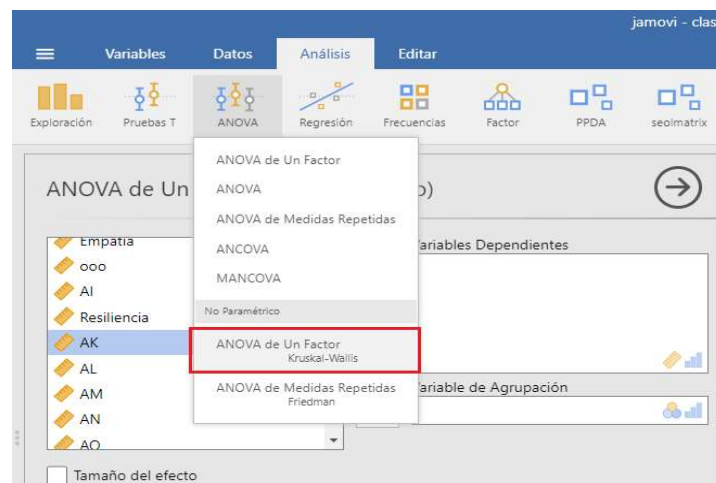 jamovi - clas
Variables Datos Análisis Editar
Exploración Pruebas T ANOVA Regresión Frecuencias Factor PPDA seolmatrix
ANOVA de Un Factor
ANOVA
ANOVA de Medidas Repetidas
ANCOVA
MANCOVA
No Paramétrico
ANOVA de Un Factor
Kruskal-Wallis
ANOVA de Medidas Repetidas
Friedman
ANOVA de Un o)
Empatía
ooo
AI
Resiliencia
AK
AL
AM
AN
AO
ariables Dependientes
ariable de Agrupación
Tamaño del efecto